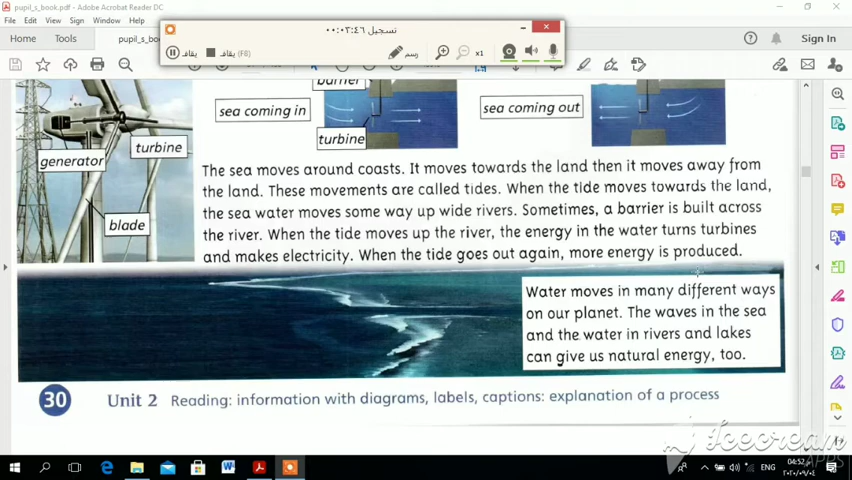 pupil_s_book.pdf - Adobe Acrobat Reader DC
File Edit View Window Help
تسجيل ٠٠:٠٣:٤٦
Home Tools pupil_s_bo
يقاف يقاف (F8) رسم x1
Sign In
barrier
sea coming in
sea coming out
turbine
generator
turbine
blade
The sea moves around coasts. It moves towards the land then it moves away from
the land. These movements are called tides. When the tide moves towards the land,
the sea water moves some way up wide rivers. Sometimes, a barrier is built across
the river. When the tide moves up the river, the energy in the water turns turbines
and makes electricity. When the tide goes out again, more energy is produced.
Water moves in many different ways
on our planet. The waves in the sea
and the water in rivers and lakes
can give us natural energy, too.
30 Unit 2 Reading: information with diagrams, labels, captions: explanation of a process
Icecream
APPS
ENG
04:52
٢٠٢٠/٠٩/٠٤